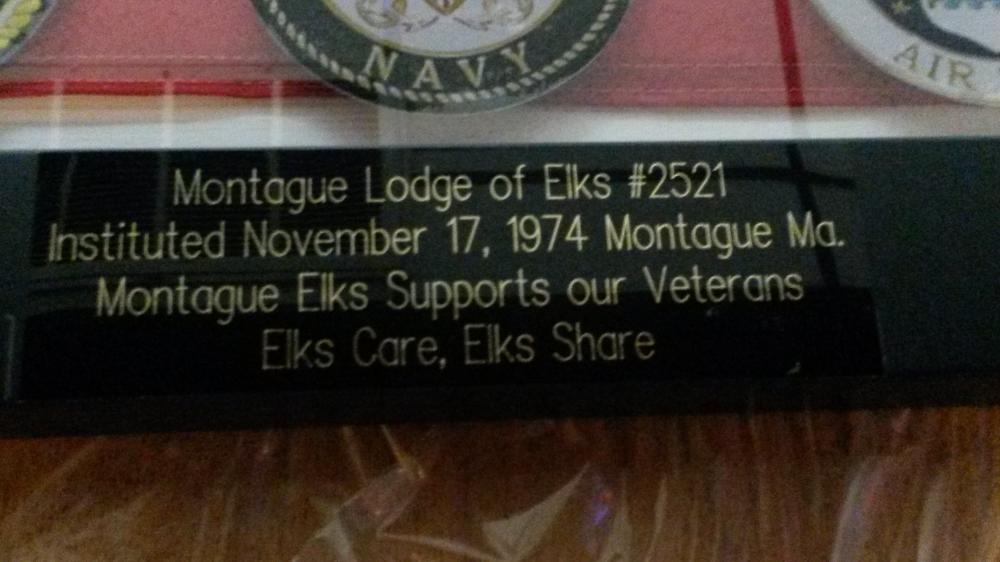 NAVY
AIR
Montague Lodge of Elks #2521
Instituted November 17, 1974 Montague Ma.
Montague Elks Supports our Veterans
Elks Care, Elks Share